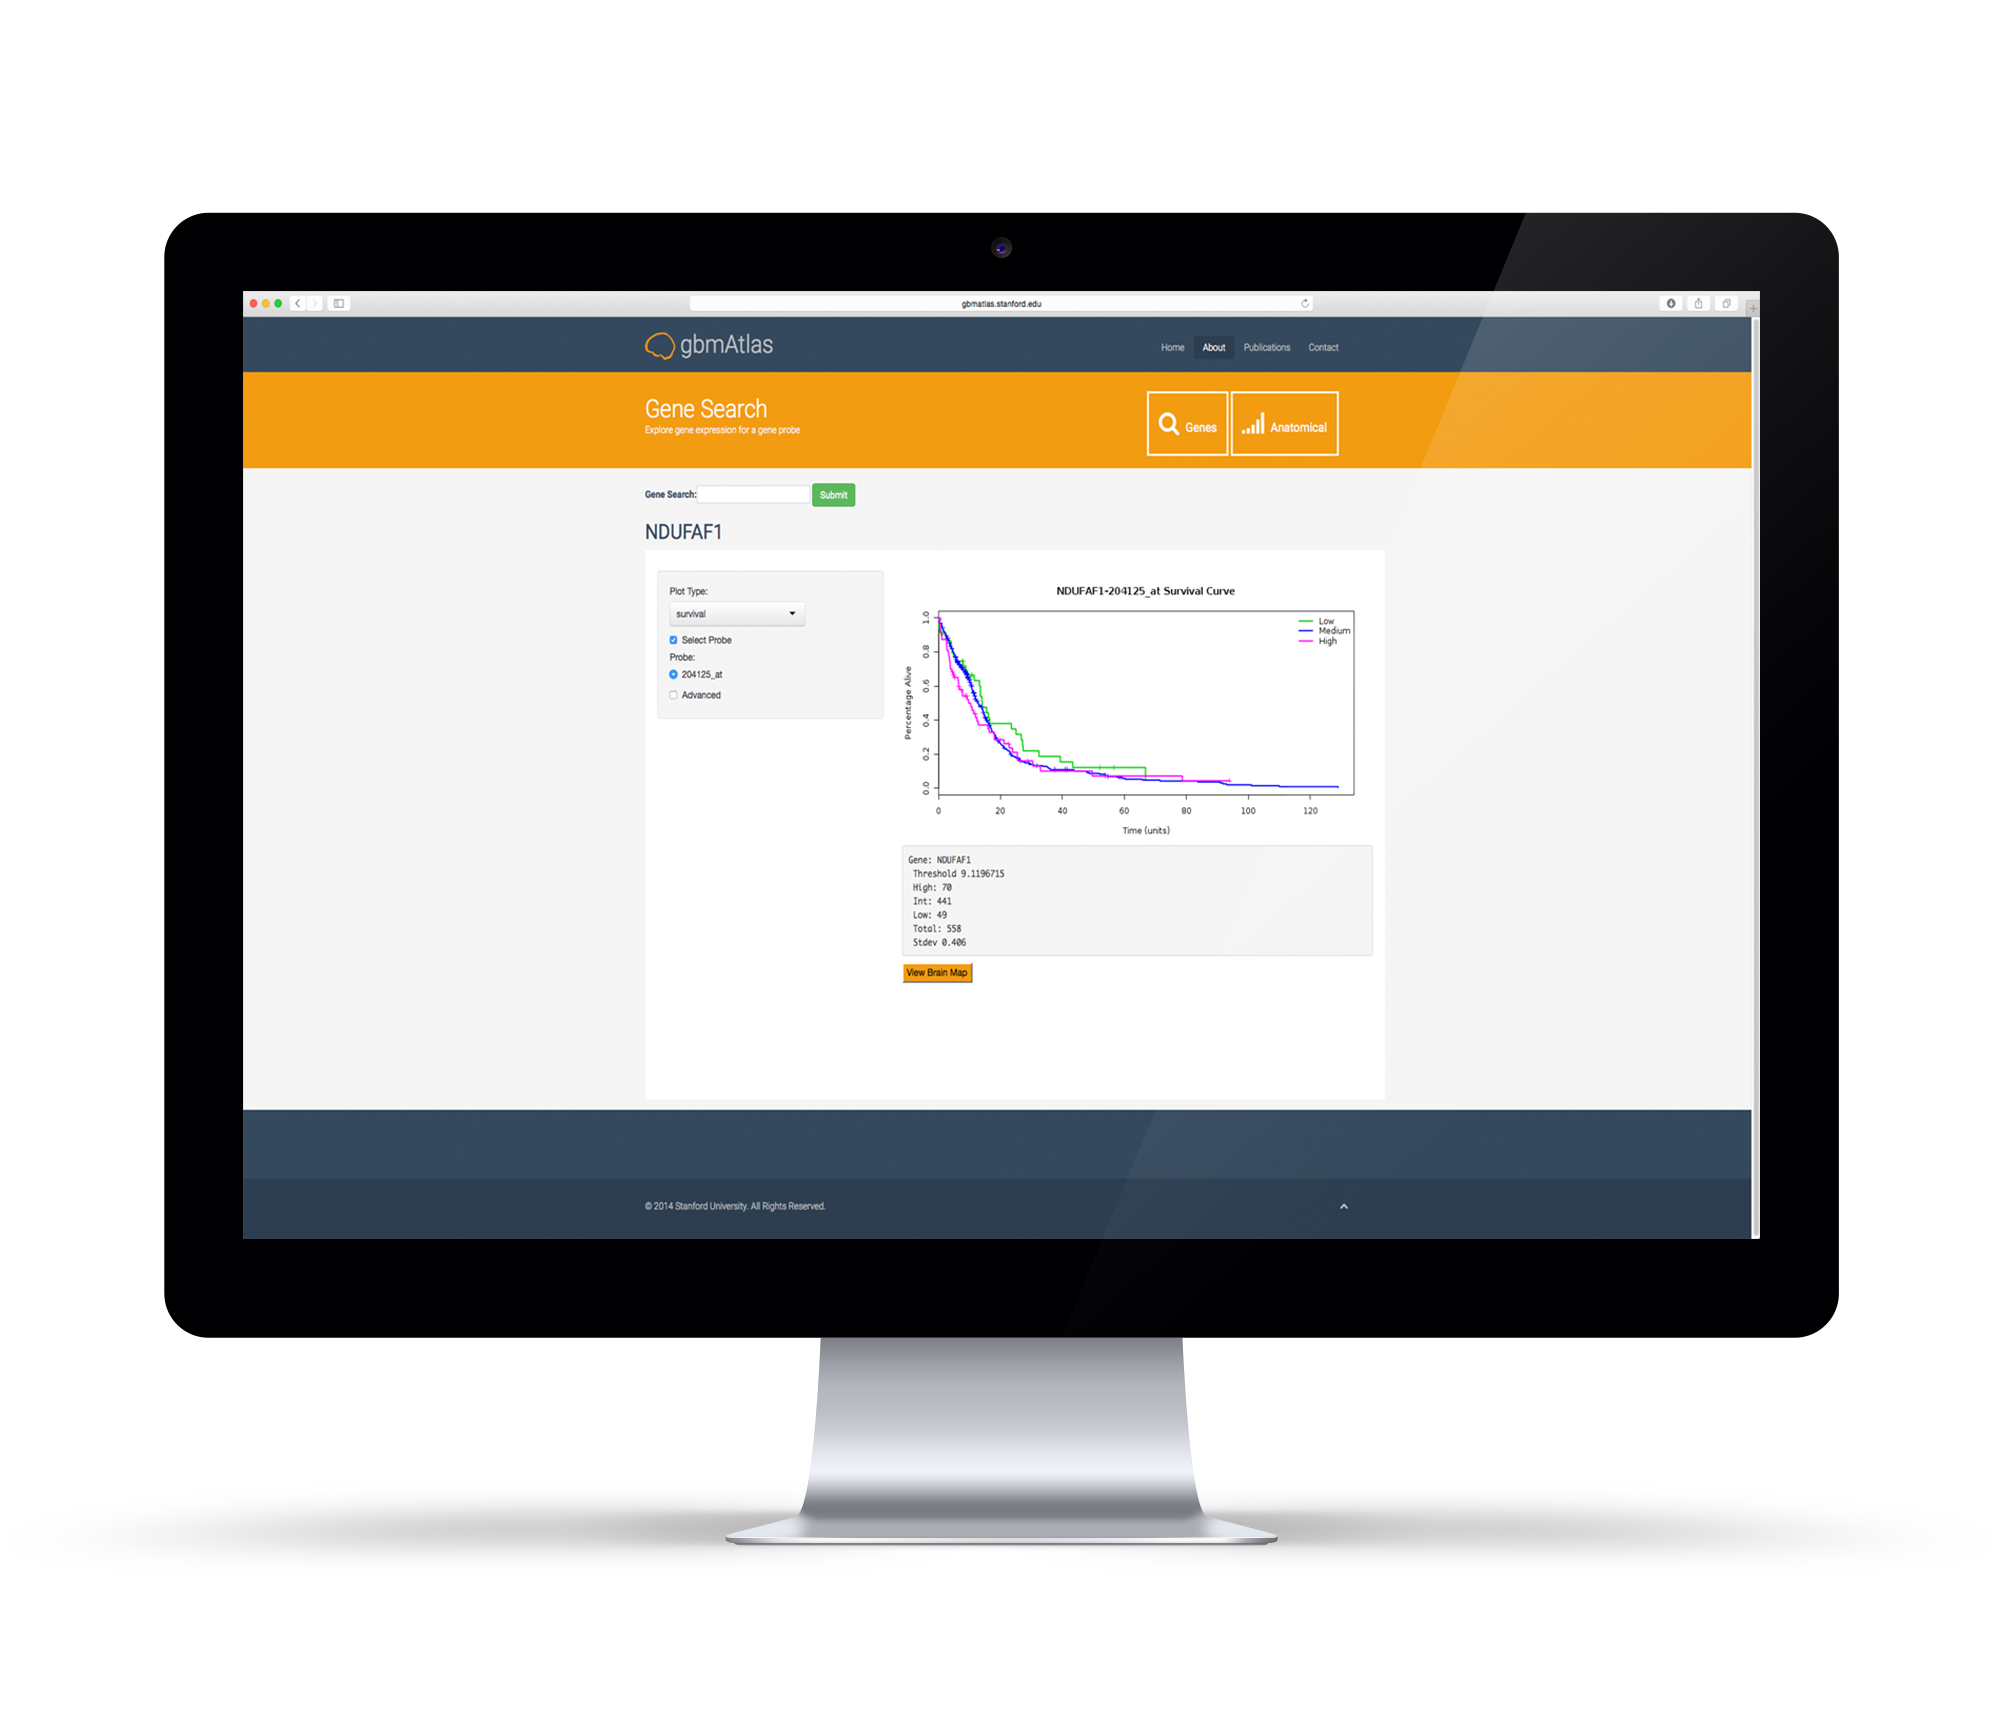 gbmatlas.stanford.edu
gbmAtlas
Home About Publications Contact
Gene Search
Explore gene expression for a gene probe
Genes
Anatomical
Gene Search:
Submit
NDUFAF1
Plot Type:
survival
Select Probe
Probe:
204125_at
Advanced
NDUFAF1-204125_at Survival Curve
Low
Medium
High
Percentage Alive
1.0
0.8
0.6
0.4
0.2
0.0
0 20 40 60 80 100 120
Time (units)
Gene: NDUFAF1
Threshold 9.1196715
High: 70
Int: 441
Low: 49
Total: 558
Stdev 0.406
View Brain Map
© 2014 Stanford University. All Rights Reserved.